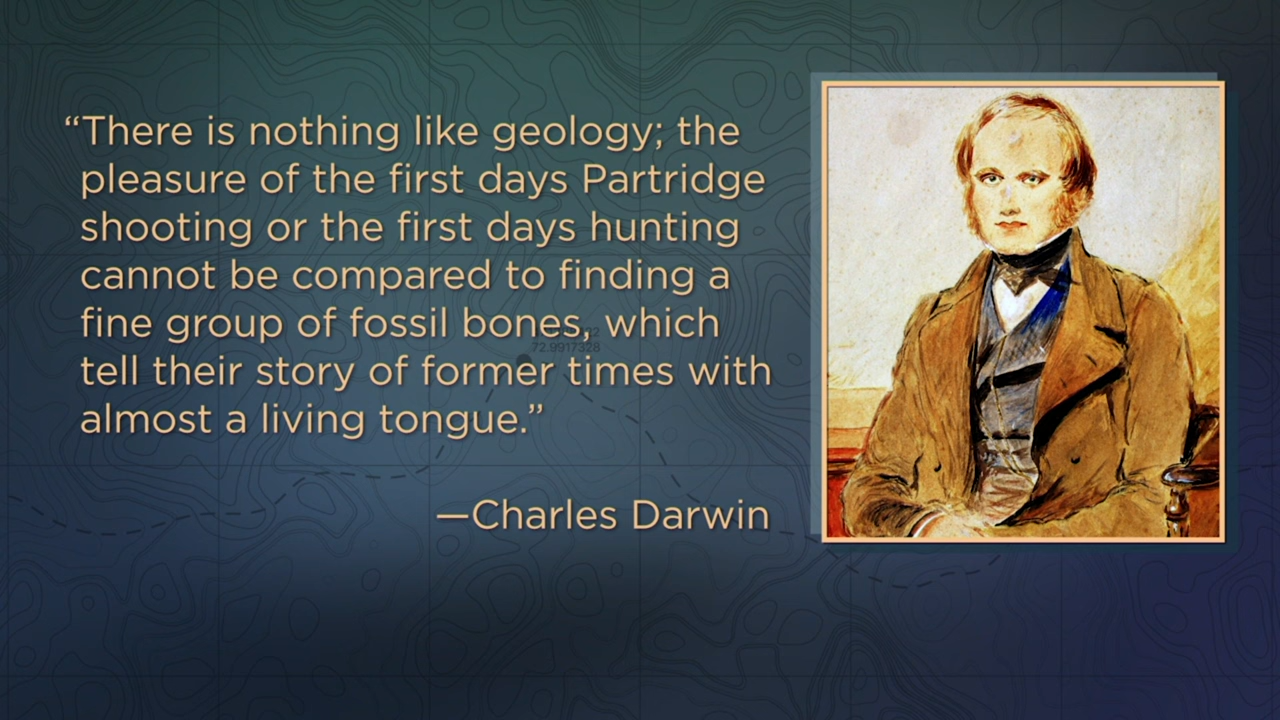 “There is nothing like geology; the
pleasure of the first days Partridge
shooting or the first days hunting
cannot be compared to finding a
fine group of fossil bones, which
72.9917328
tell their story of former times with
almost a living tongue.”
—Charles Darwin